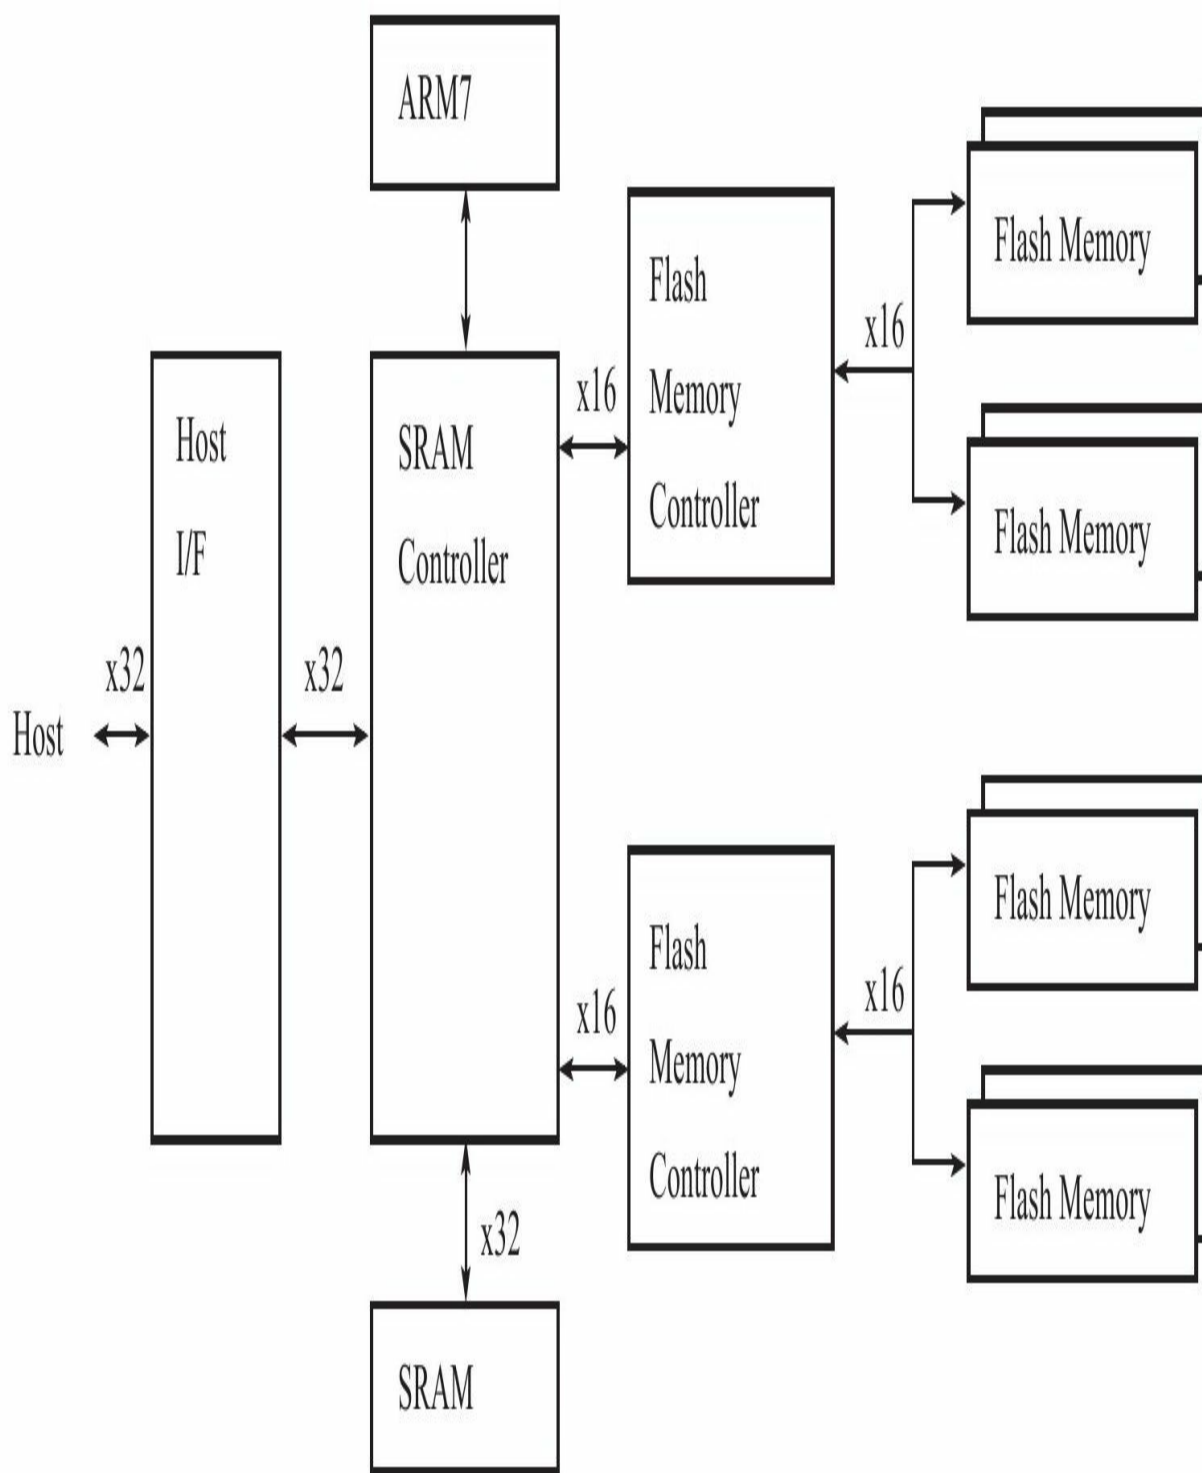 ARM7
Flash Memory
Flash
Memory
Controller
x16
x16
Flash Memory
Host
I/F
SRAM
Controller
x32
x32
Host
Flash Memory
Flash
Memory
Controller
x16
x16
Flash Memory
x32
SRAM